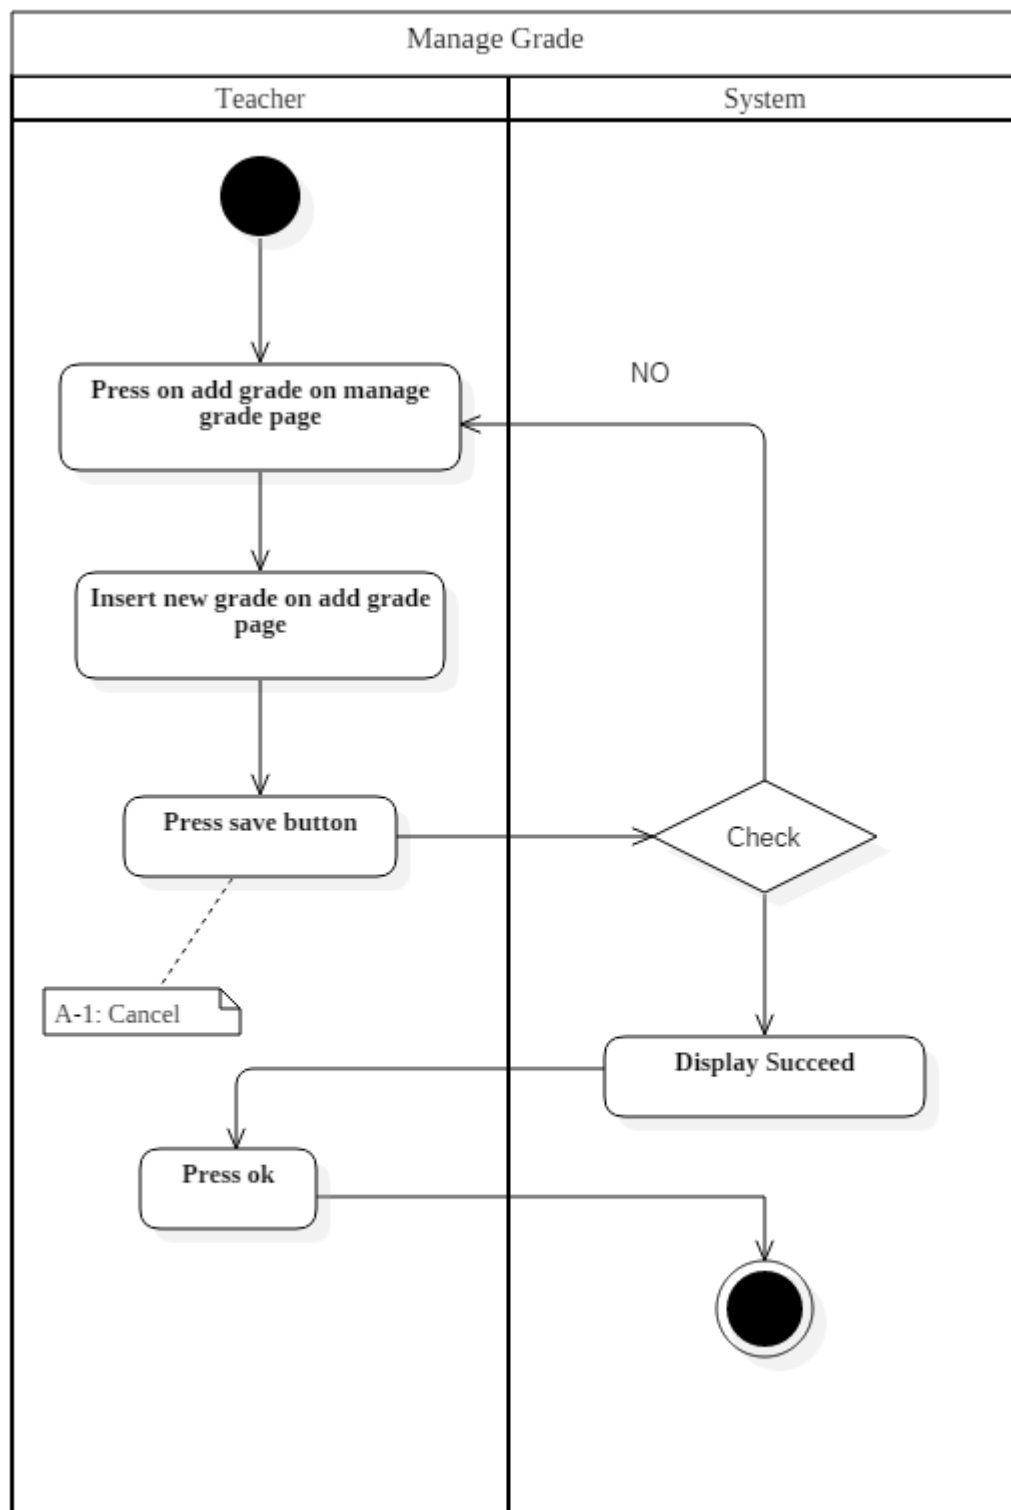 Manage Grade
Teacher
System
NO
Press on add grade on manage
grade page
Insert new grade on add grade
page
Press save button
Check
A-1: Cancel
Display Succeed
Press ok